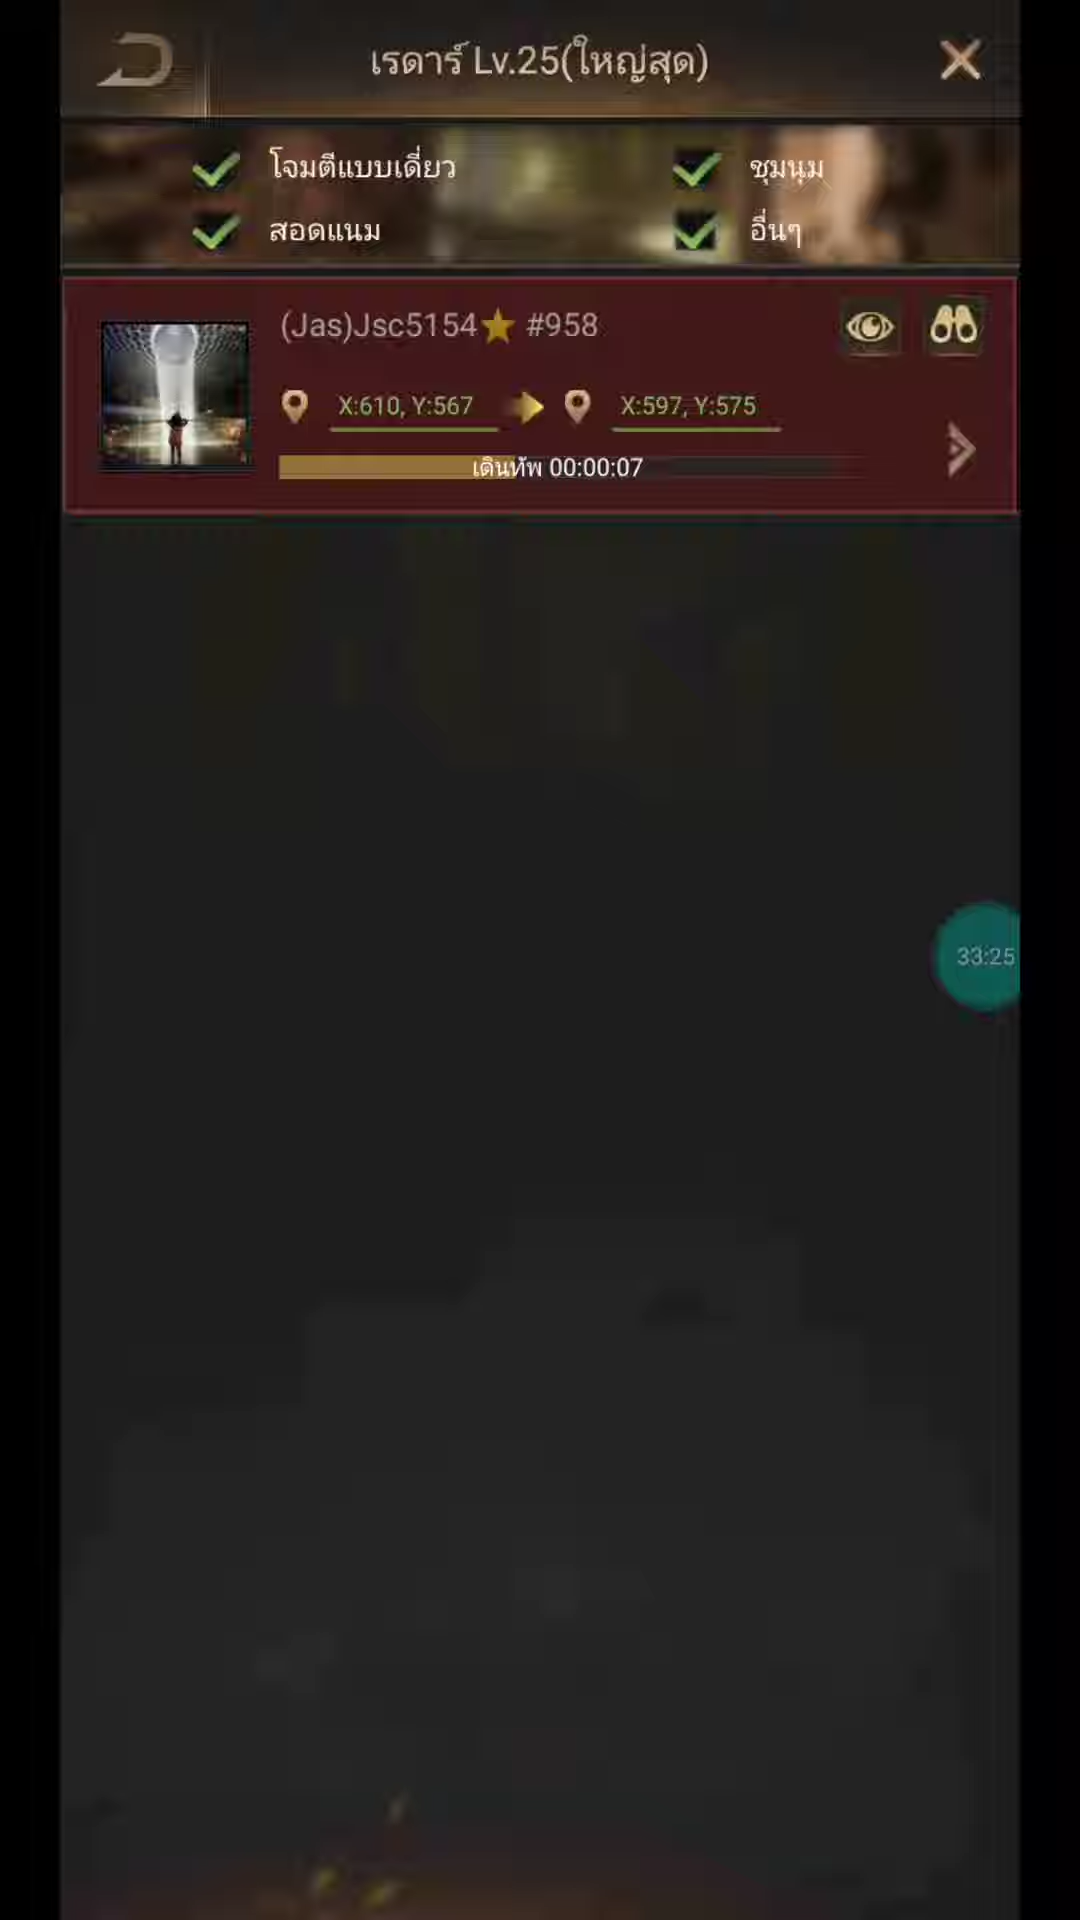 เรดาร์ Lv.25(ใหญ่สุด)
โจมตีแบบเดี่ยว ชุมนุม
สอดแนม อื่นๆ
(Jas)Jsc5154⭐ #958
X:610, Y:567 X:597, Y:575
เดินทัพ 00:00:07
33:25